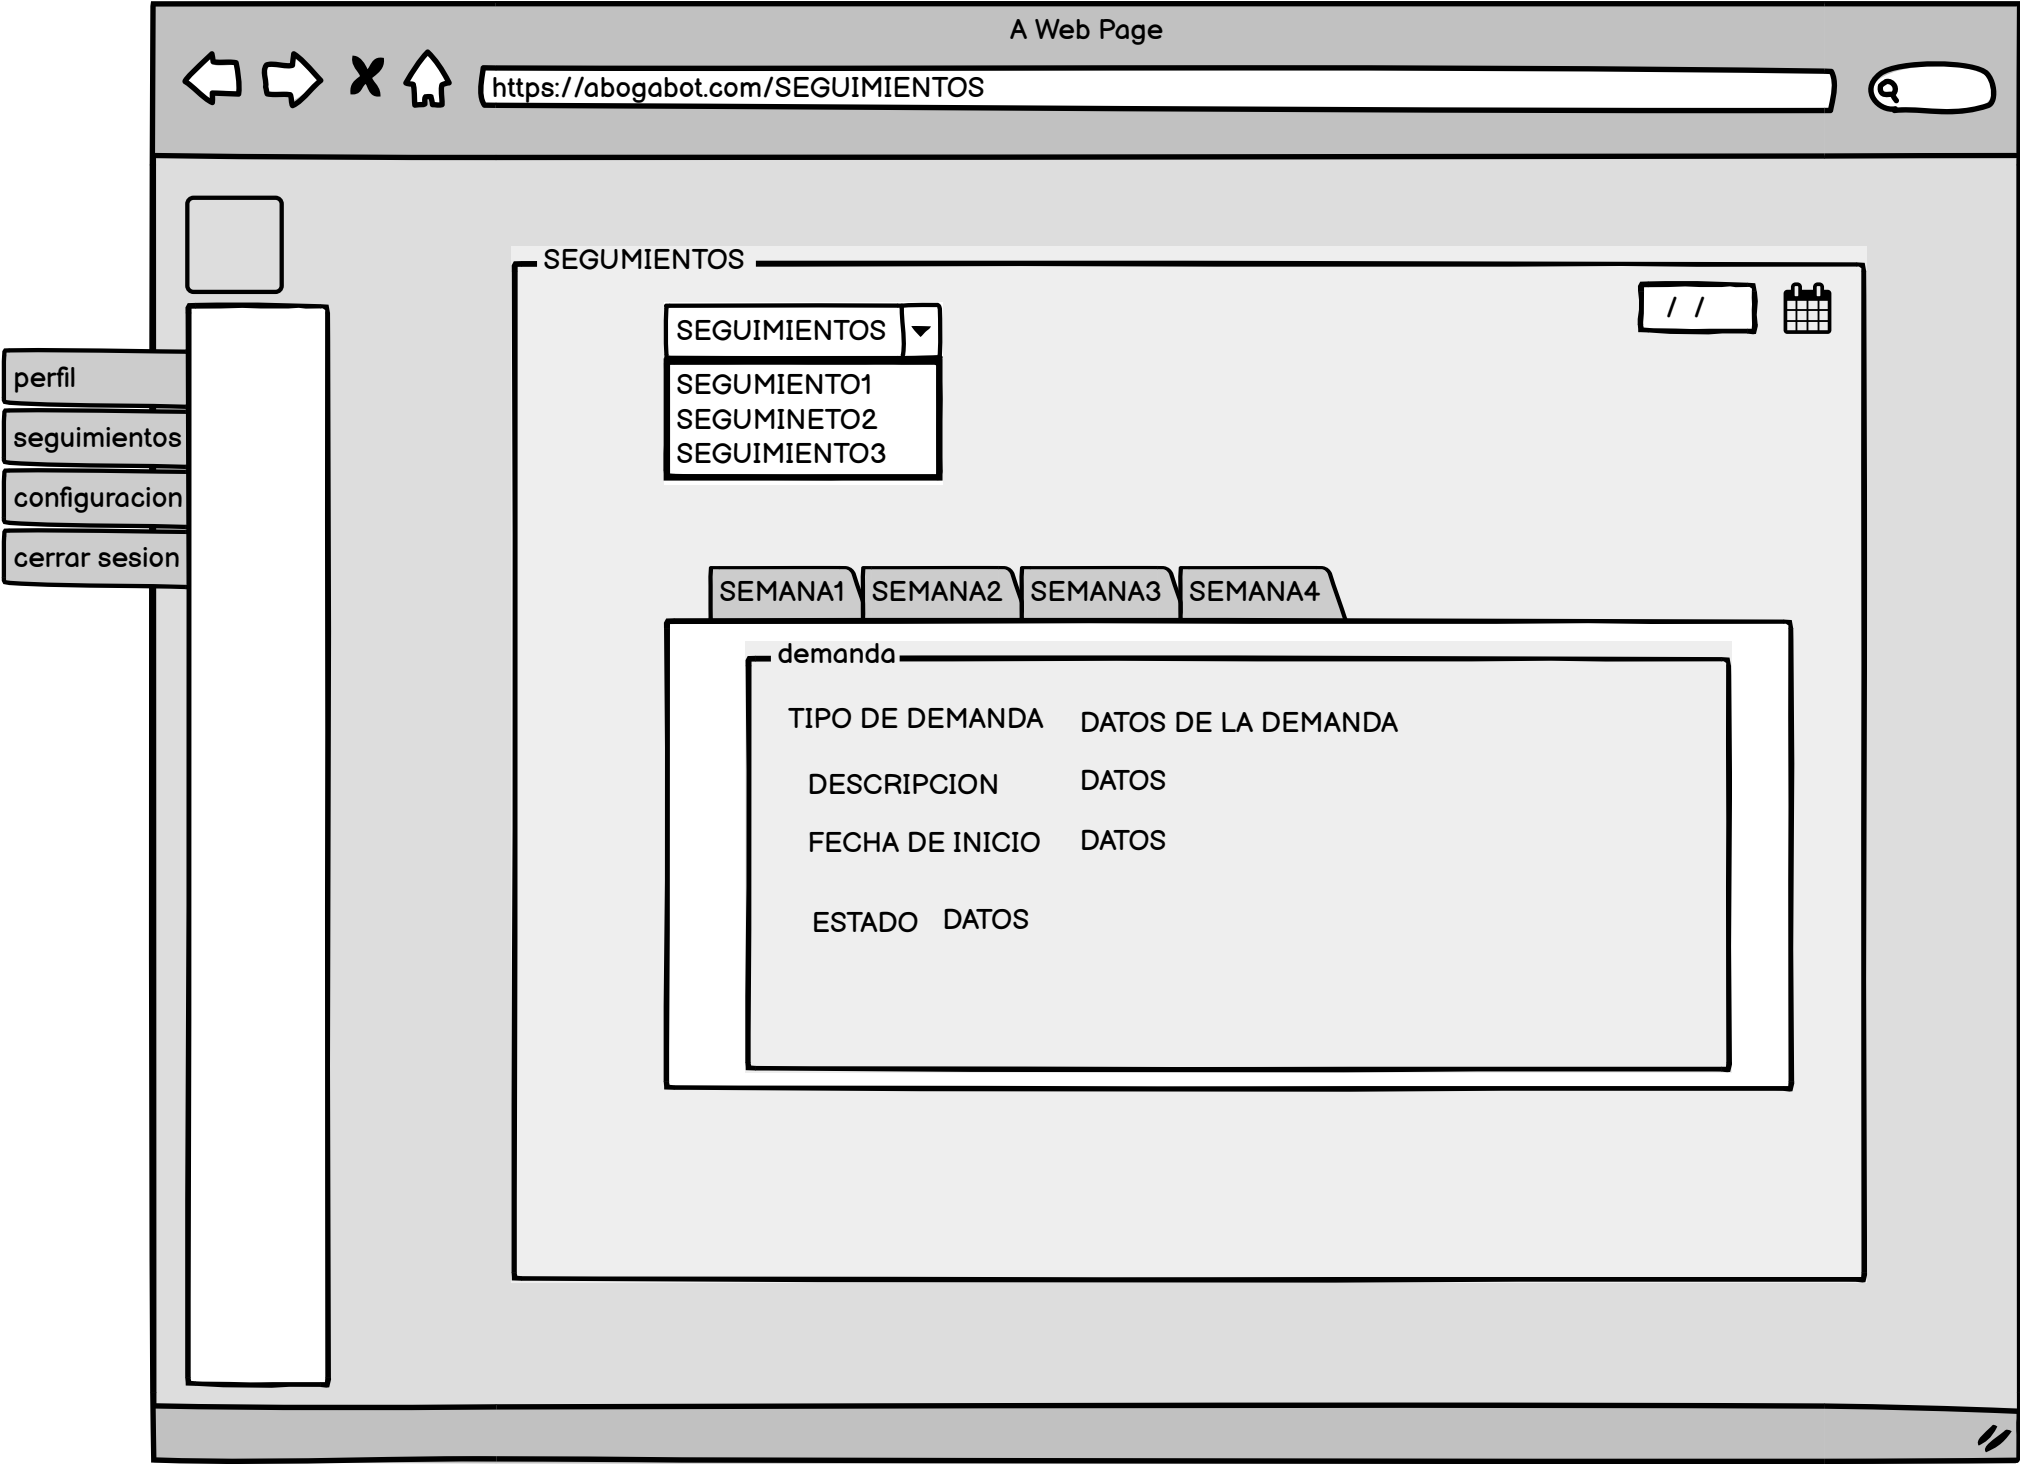 A Web Page
https://abogabot.com/SEGUIMIENTOS
SEGUMIENTOS
/ /
SEGUIMIENTOS
SEGUMIENTO1
SEGUMINETO2
SEGUIMIENTO3
perfil
seguimientos
configuracion
cerrar sesion
SEMANA1 SEMANA2 SEMANA3 SEMANA4
demanda
TIPO DE DEMANDA DATOS DE LA DEMANDA
DESCRIPCION DATOS
FECHA DE INICIO DATOS
ESTADO DATOS